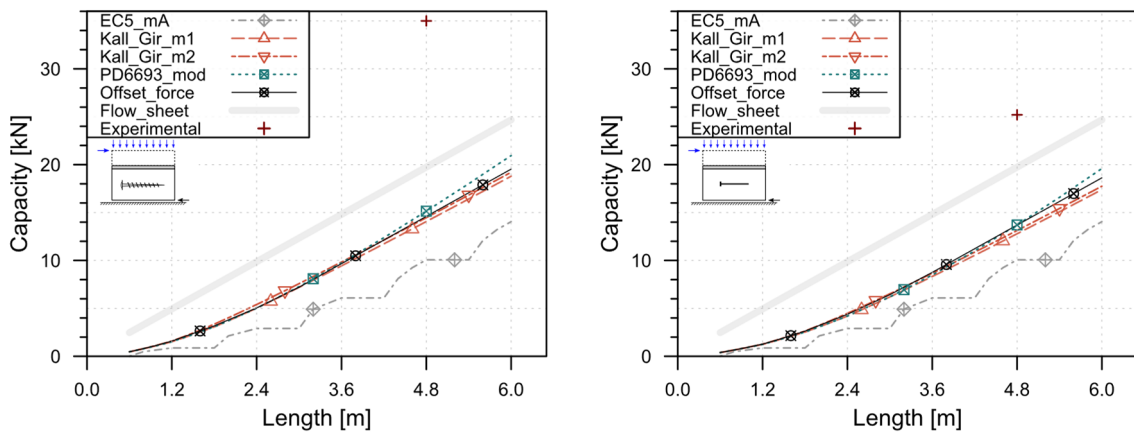 EC5_mA
Kall_Gir_m1
Kall_Gir_m2
PD6693_mod
Offset_force
Flow_sheet
Experimental
30
20
10
0
Capacity [kN]
0.0 1.2 2.4 3.6 4.8 6.0
Length [m]
EC5_mA
Kall_Gir_m1
Kall_Gir_m2
PD6693_mod
Offset_force
Flow_sheet
Experimental
30
20
10
0
Capacity [kN]
0.0 1.2 2.4 3.6 4.8 6.0
Length [m]